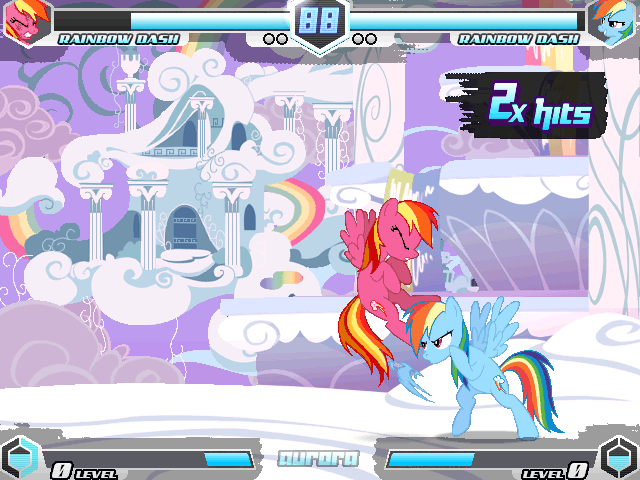 88
RAINBOW DASH
RAINBOW DASH
2x hits
0 LEVEL
aurora
LEVEL 0